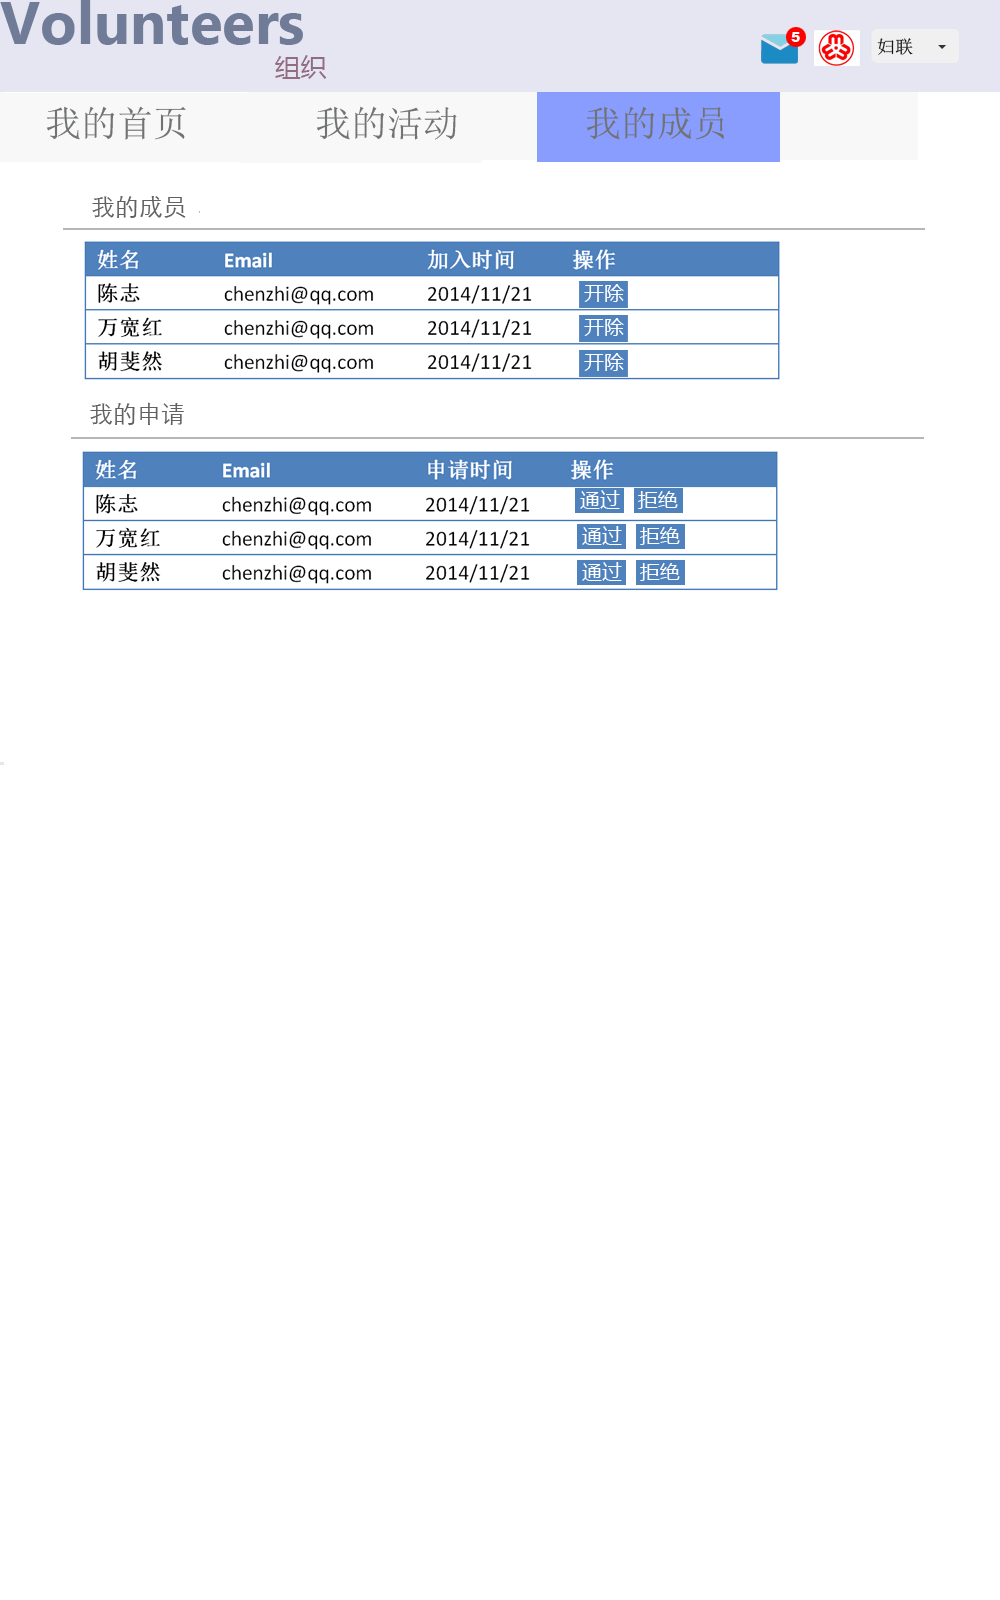 Volunteers
组织
5
妇联
我的首页 我的活动 我的成员
我的成员
姓名 Email 加入时间 操作
陈志 chenzhi@qq.com 2014/11/21 开除
万宽红 chenzhi@qq.com 2014/11/21 开除
胡斐然 chenzhi@qq.com 2014/11/21 开除
我的申请
姓名 Email 申请时间 操作
陈志 chenzhi@qq.com 2014/11/21 通过 拒绝
万宽红 chenzhi@qq.com 2014/11/21 通过 拒绝
胡斐然 chenzhi@qq.com 2014/11/21 通过 拒绝